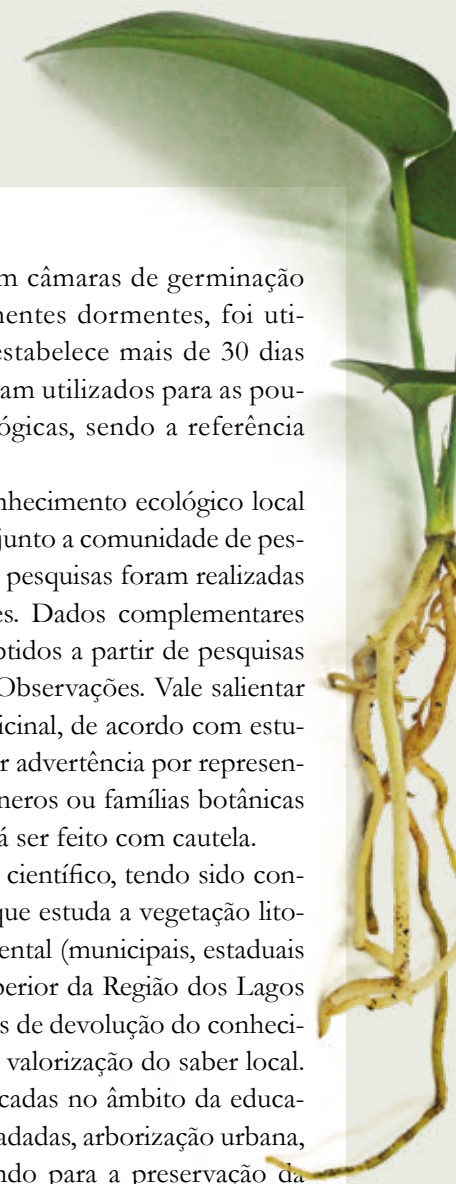 m câmaras de germinação
nentes dormentes, foi uti-
estabelece mais de 30 dias
am utilizados para as pou-
ógicas, sendo a referência
nhecimento ecológico local
junto a comunidade de pes-
pesquisas foram realizadas
es. Dados complementares
otidos a partir de pesquisas
Observações. Vale salientar
icinal, de acordo com estu-
r advertência por represen-
neros ou famílias botânicas
á ser feito com cautela.
científico, tendo sido con-
que estuda a vegetação lito-
ental (municipais, estaduais
perior da Região dos Lagos
s de devolução do conheci-
valorização do saber local.
cadas no âmbito da educa-
adadas, arborização urbana,
ndo para a preservação da